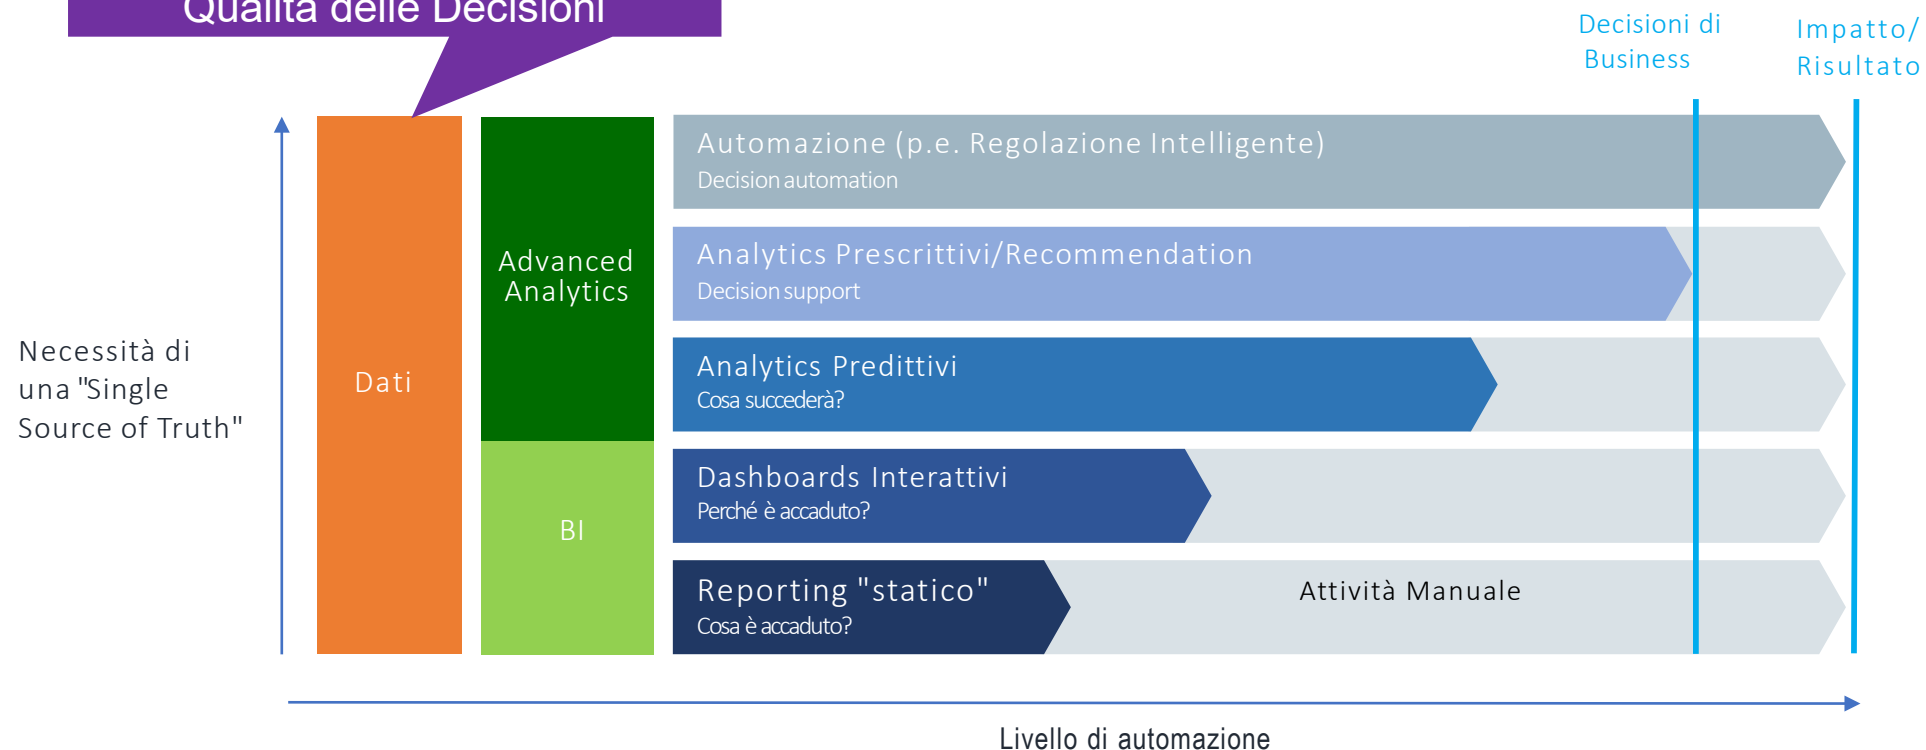 Qualità delle Decisioni
Decisioni di
Business
Impatto/
Risultato
Necessità di
una "Single
Source of Truth"
Dati
Advanced
Analytics
BI
Automazione (p.e. Regolazione Intelligente)
Decision automation
Analytics Prescrittivi/Recommendation
Decision support
Analytics Predittivi
Cosa succederà?
Dashboards Interattivi
Perché è accaduto?
Reporting "statico"
Cosa è accaduto?
Attività Manuale
Livello di automazione